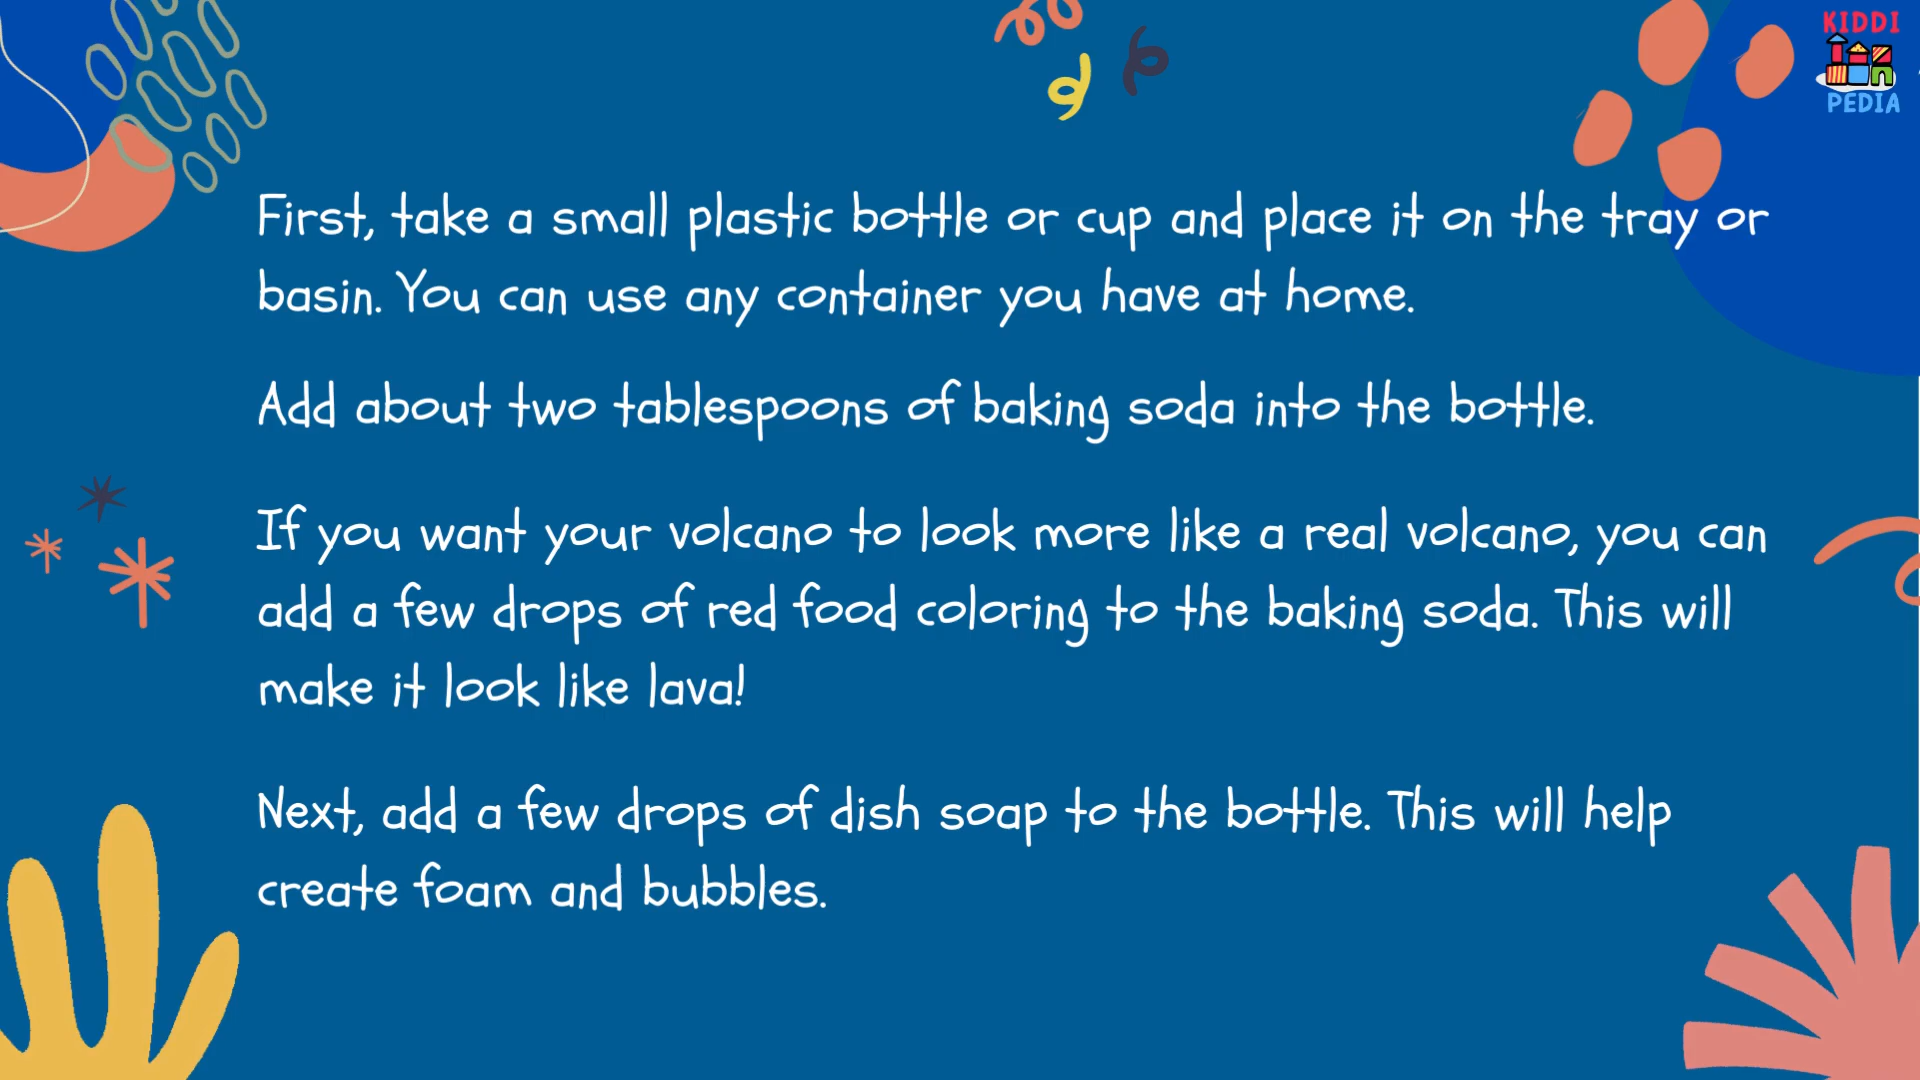 KIDDI
PEDIA
First, take a small plastic bottle or cup and place it on the tray or
basin. You can use any container you have at home.
Add about two tablespoons of baking soda into the bottle.
If you want your volcano to look more like a real volcano, you can
add a few drops of red food coloring to the baking soda. This will
make it look like lava!
Next, add a few drops of dish soap to the bottle. This will help
create foam and bubbles.